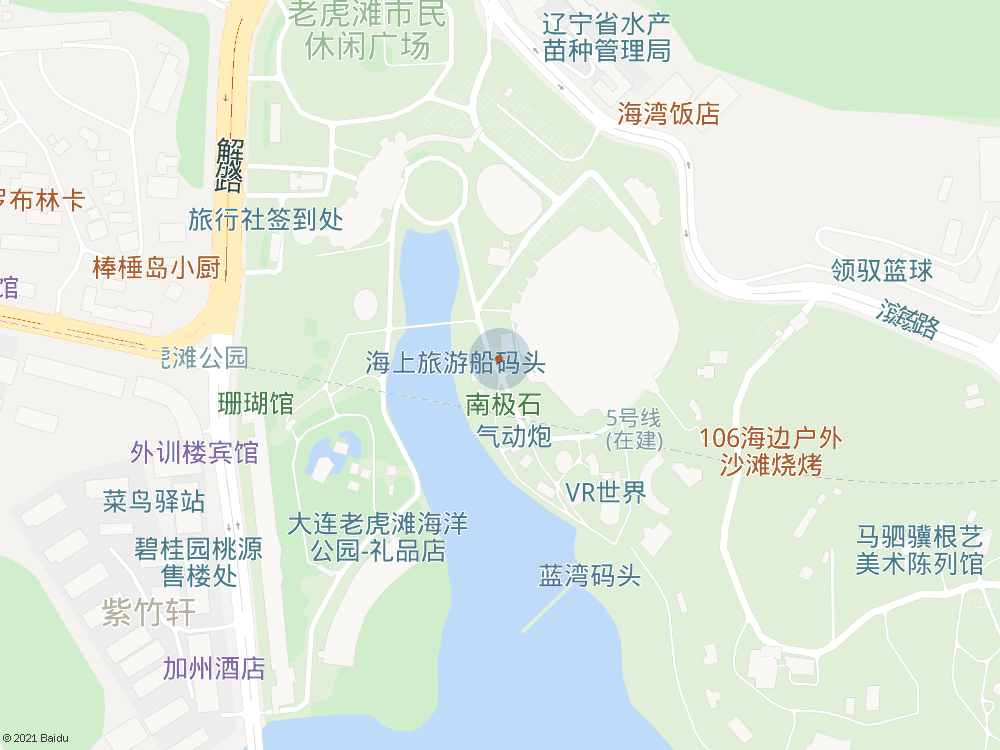 老虎滩市民
休闲广场
辽宁省水产
苗种管理局
海湾饭店
解放路
罗布林卡
旅行社签到处
棒棰岛小厨
馆
领驭篮球
滨海路
虎滩公园
海上旅游船码头
珊瑚馆
南极石
气动炮
5号线
(在建)
106海边户外
沙滩烧烤
外训楼宾馆
菜鸟驿站
VR世界
大连老虎滩海洋
公园-礼品店
碧桂园桃源
售楼处
马驷骥根艺
美术陈列馆
蓝湾码头
紫竹轩
加州酒店
© 2021 Baidu